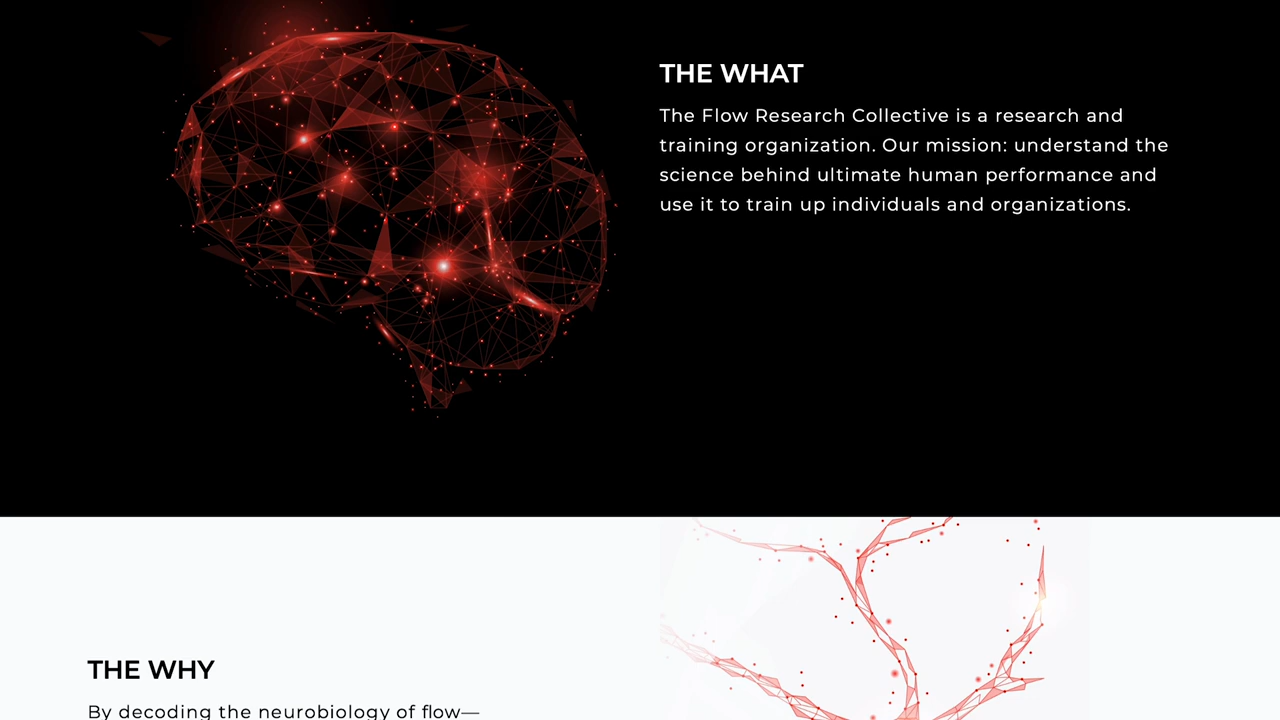 THE WHAT
The Flow Research Collective is a research and
training organization. Our mission: understand the
science behind ultimate human performance and
use it to train up individuals and organizations.
THE WHY
By decoding the neurobiology of flow—